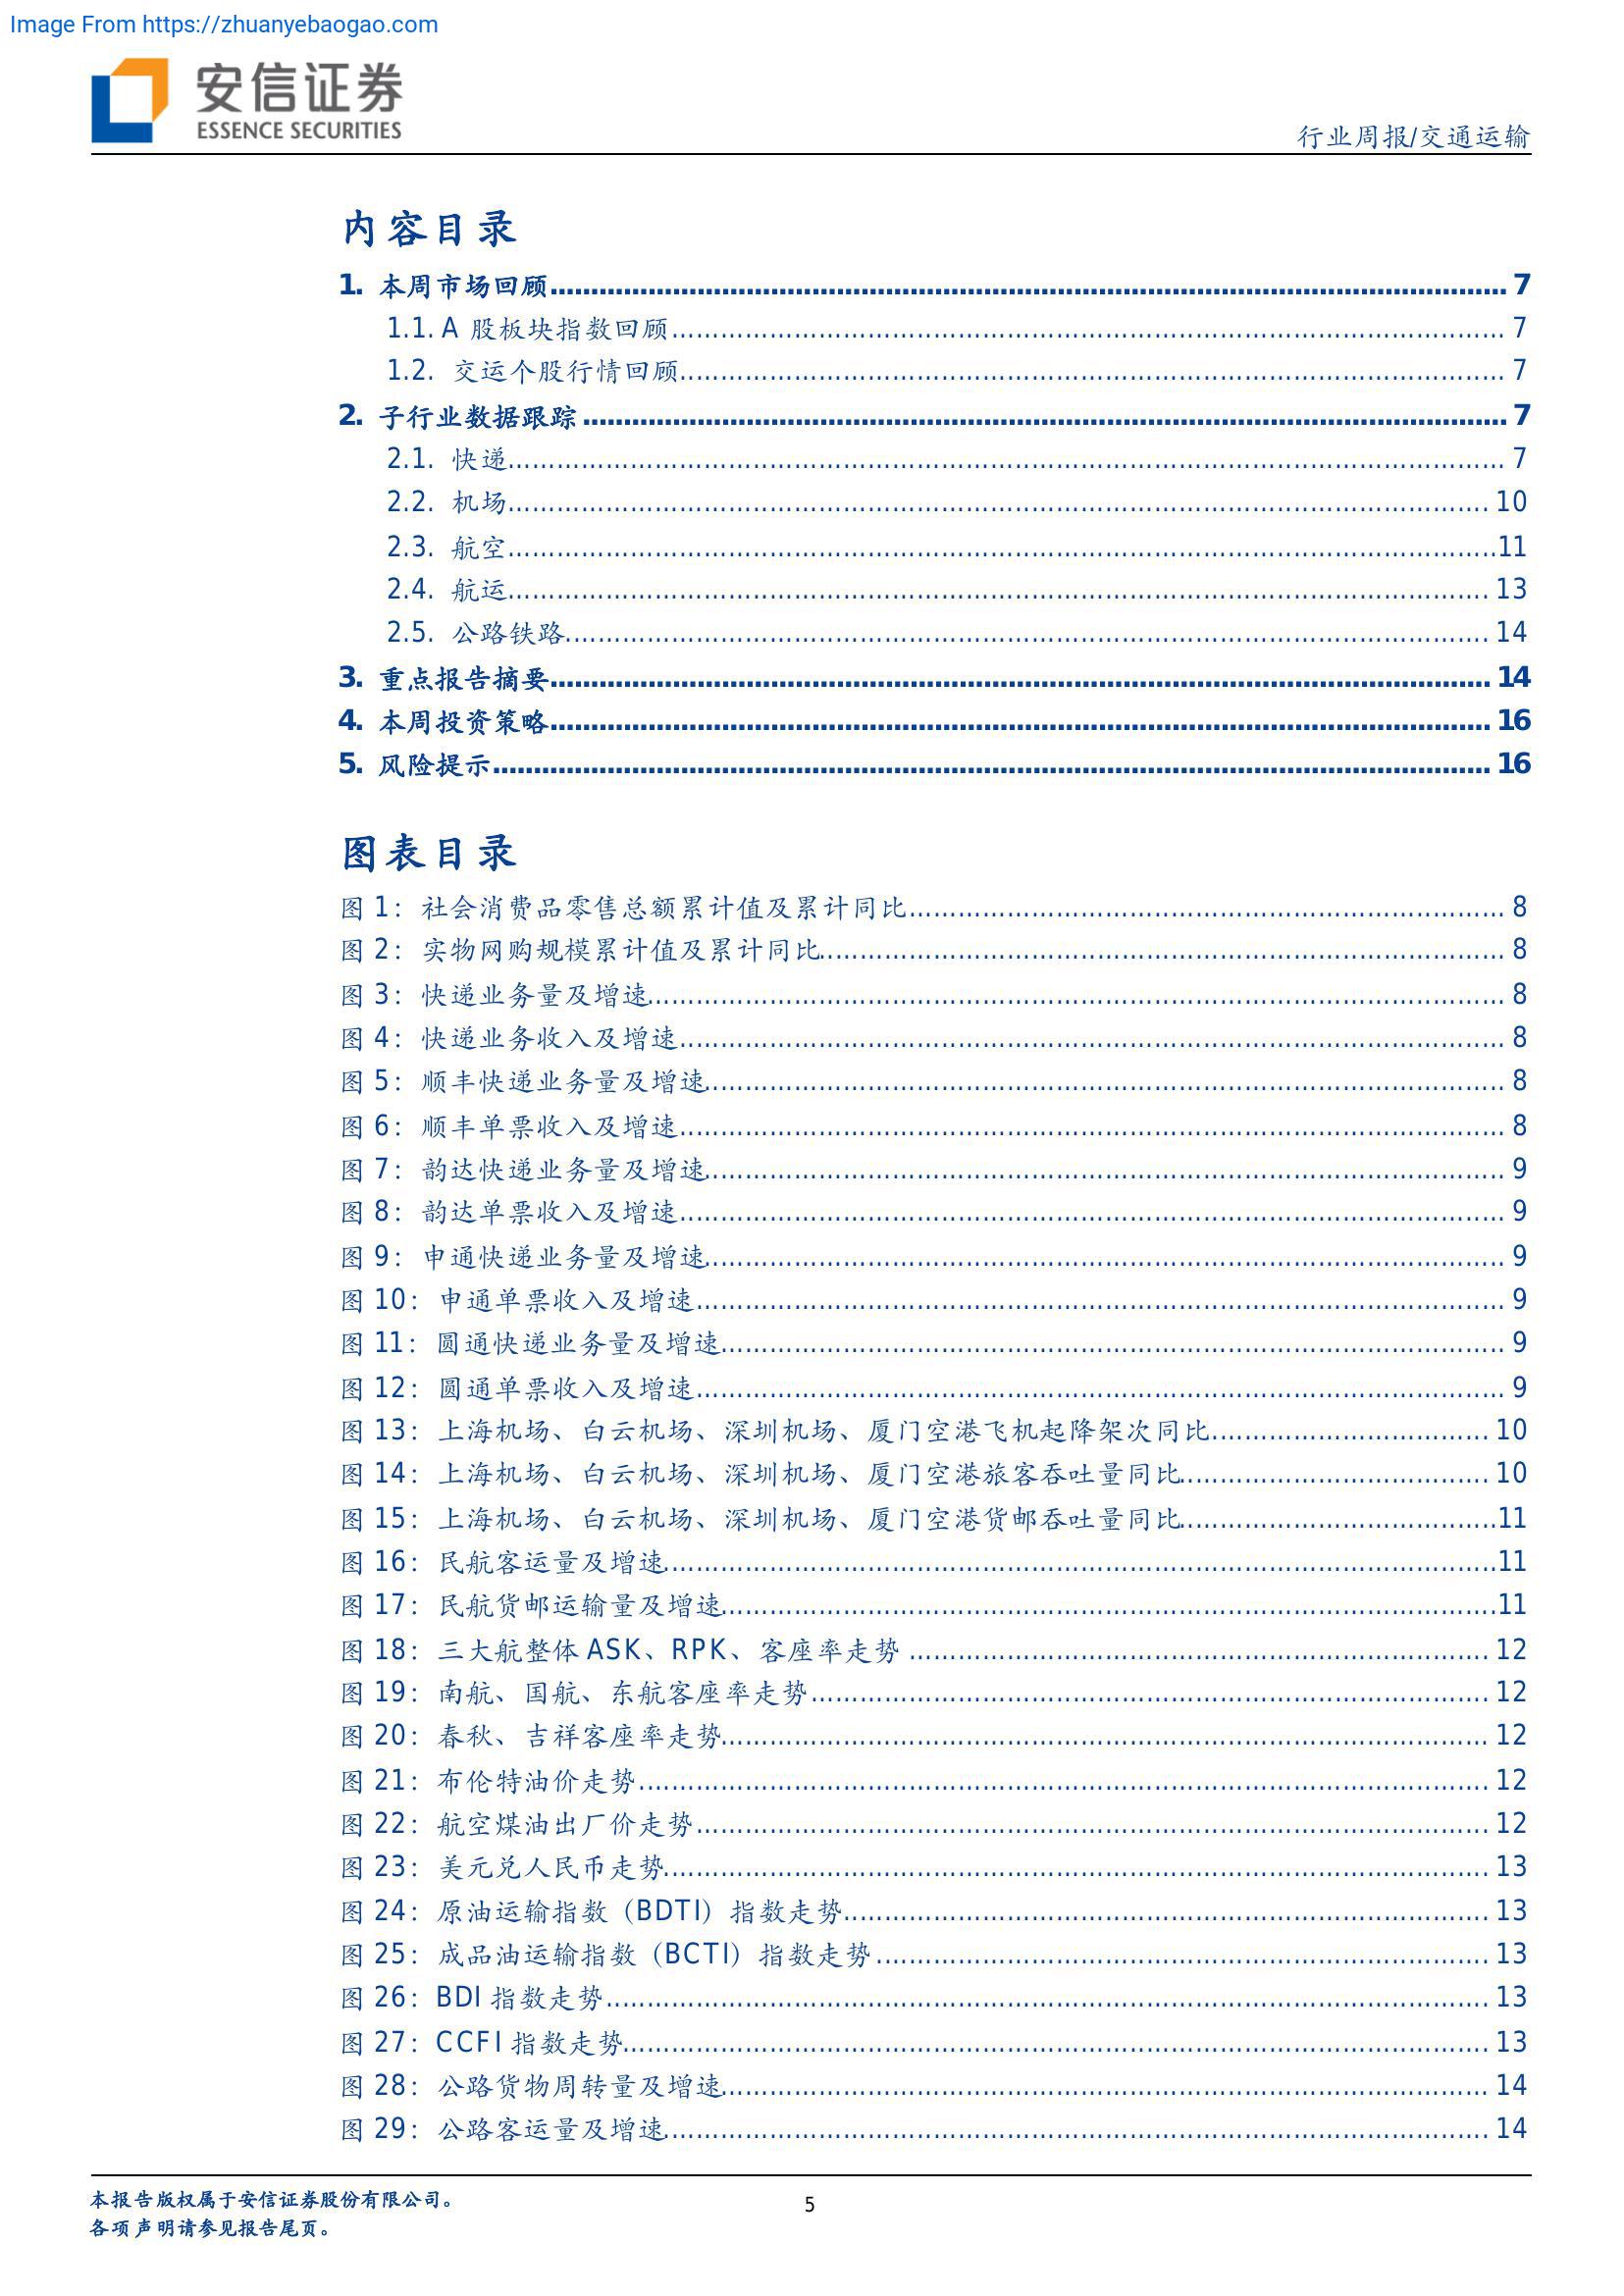 Image From https://zhuanyebaogao.com
安信证券
ESSENCE SECURITIES
行业周报/交通运输
内容目录
1. 本周市场回顾 7
1.1. A 股板块指数回顾 7
1.2. 交运个股行情回顾 7
2. 子行业数据跟踪 7
2.1. 快递 7
2.2. 机场 10
2.3. 航空 11
2.4. 航运 13
2.5. 公路铁路 14
3. 重点报告摘要 14
4. 本周投资策略 16
5. 风险提示 16
图表目录
图 1：社会消费品零售总额累计值及累计同比 8
图 2：实物网购规模累计值及累计同比 8
图 3：快递业务量及增速 8
图 4：快递业务收入及增速 8
图 5：顺丰快递业务量及增速 8
图 6：顺丰单票收入及增速 8
图 7：韵达快递业务量及增速 9
图 8：韵达单票收入及增速 9
图 9：申通快递业务量及增速 9
图 10：申通单票收入及增速 9
图 11：圆通快递业务量及增速 9
图 12：圆通单票收入及增速 9
图 13：上海机场、白云机场、深圳机场、厦门空港飞机起降架次同比 10
图 14：上海机场、白云机场、深圳机场、厦门空港旅客吞吐量同比 10
图 15：上海机场、白云机场、深圳机场、厦门空港货邮吞吐量同比 11
图 16：民航客运量及增速 11
图 17：民航货邮运输量及增速 11
图 18：三大航整体 ASK、RPK、客座率走势 12
图 19：南航、国航、东航客座率走势 12
图 20：春秋、吉祥客座率走势 12
图 21：布伦特油价走势 12
图 22：航空煤油出厂价走势 12
图 23：美元兑人民币走势 13
图 24：原油运输指数（BDTI）指数走势 13
图 25：成品油运输指数（BCTI）指数走势 13
图 26：BDI 指数走势 13
图 27：CCFI 指数走势 13
图 28：公路货物周转量及增速 14
图 29：公路客运量及增速 14
本报告版权属于安信证券股份有限公司。
各项声明请参见报告尾页。
5